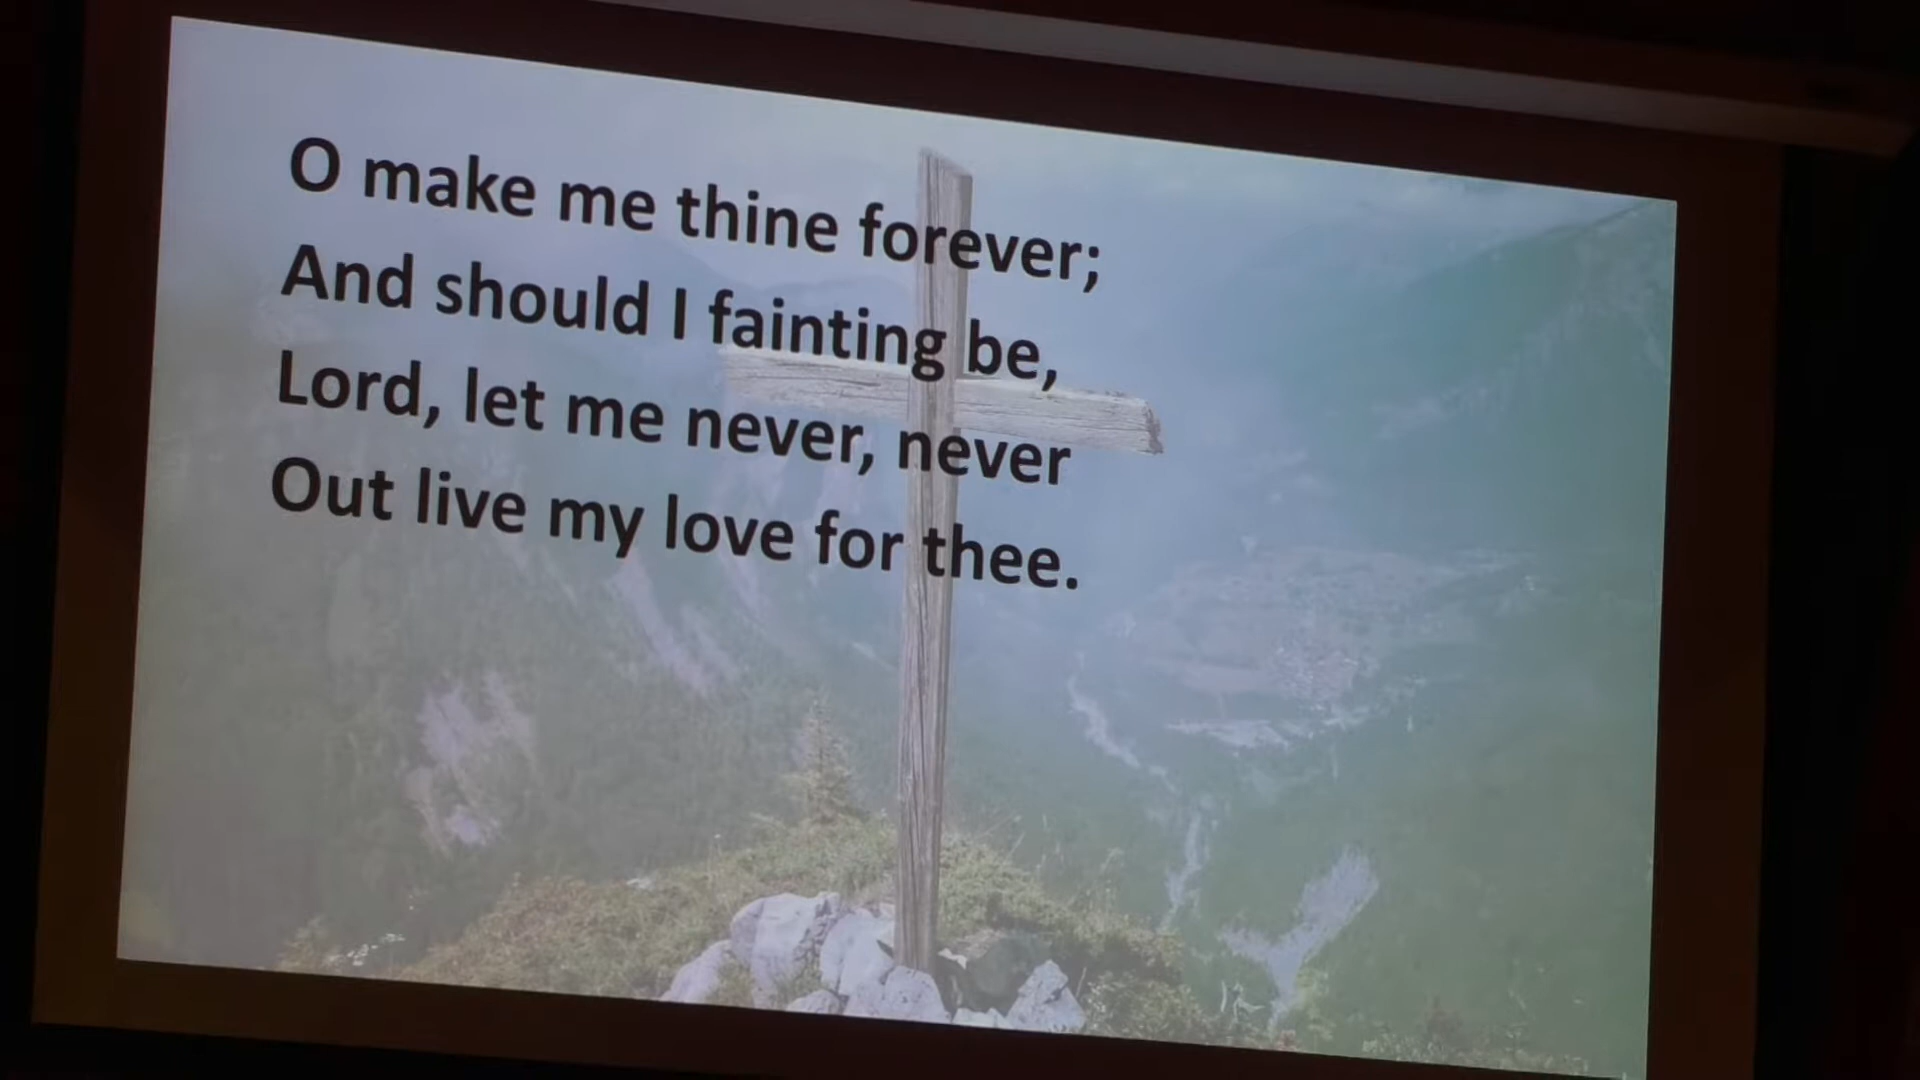 O make me thine forever;
And should I fainting be,
Lord, let me never, never
Out live my love for thee.